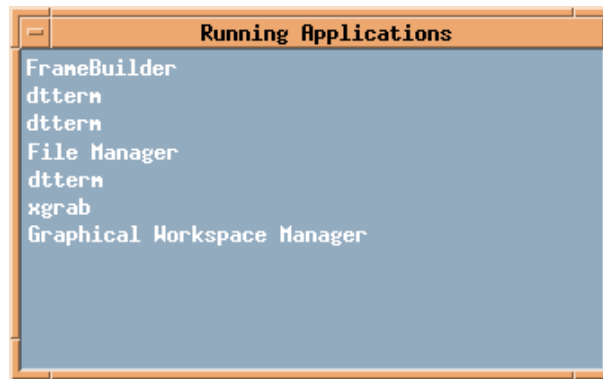 Running Applications
FrameBuilder
dtterm
dtterm
File Manager
dtterm
xgrab
Graphical Workspace Manager